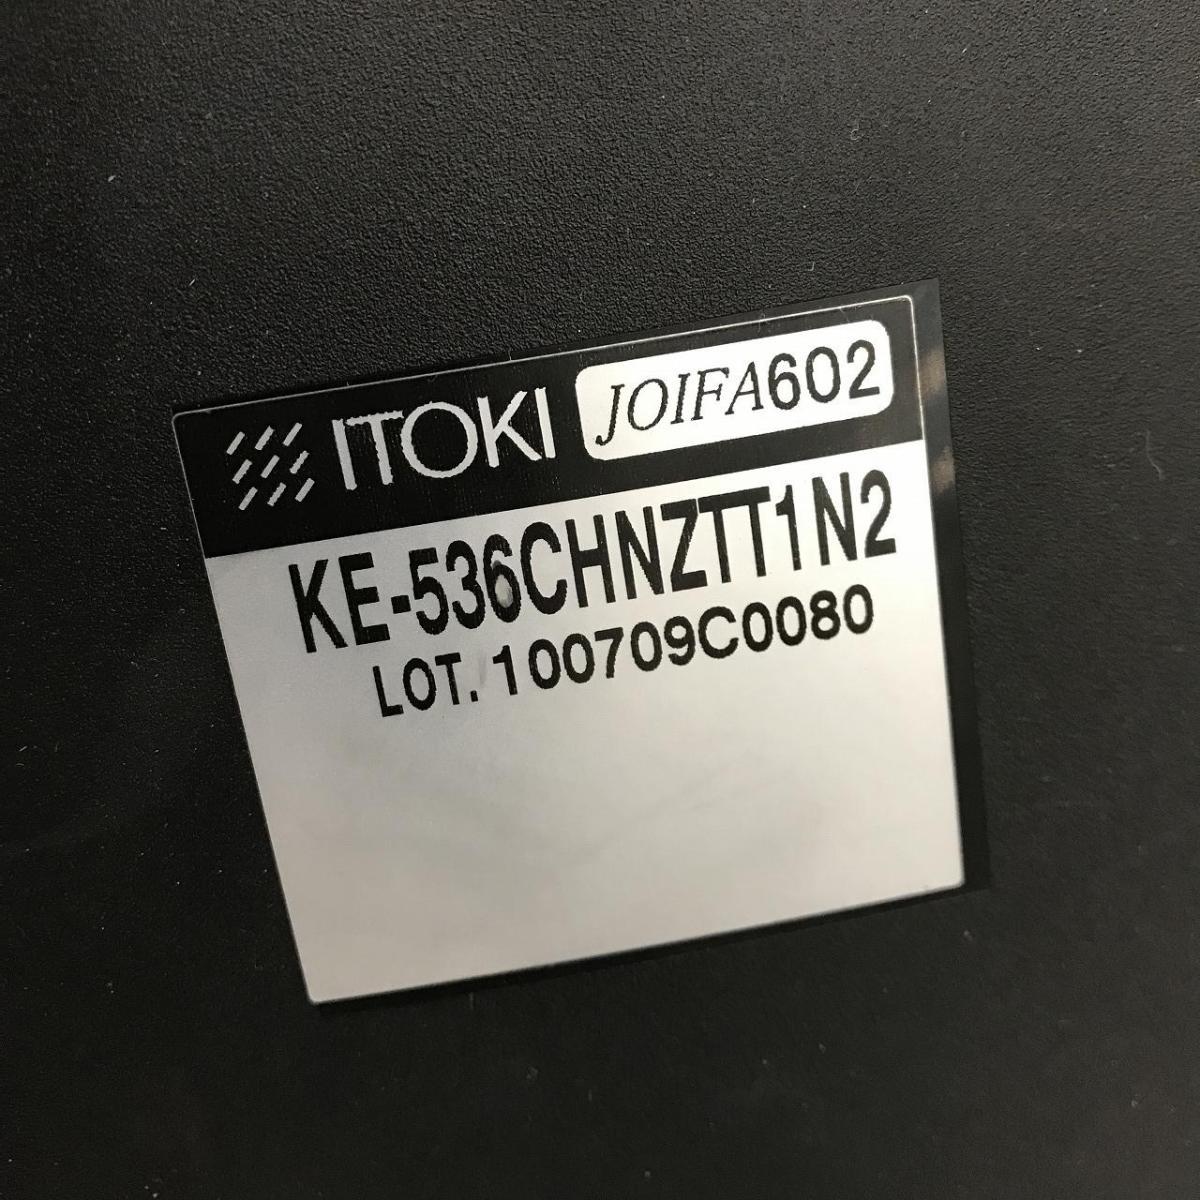 ITOKI JOIFA602
KE-536CHNZTT1N2
LOT. 100709C0080